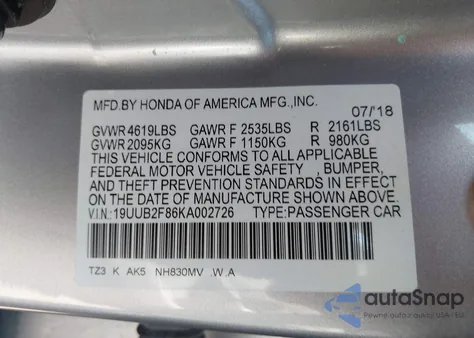 MFD.BY HONDA OF AMERICA MFG.,INC.
07/'18
GVWR 4619LBS GAWR F 2535LBS R 2161LBS
GVWR 2095KG GAWR F 1150KG R 980KG
THIS VEHICLE CONFORMS TO ALL APPLICABLE
FEDERAL MOTOR VEHICLE SAFETY , BUMPER,
AND THEFT PREVENTION STANDARDS IN EFFECT
ON THE DATE OF MANUFACTURE SHOWN ABOVE.
V.I.N.: 19UUB2F86KA002726 TYPE:PASSENGER CAR
TZ3 K AK5 NH830MV .W.A
autoSnap